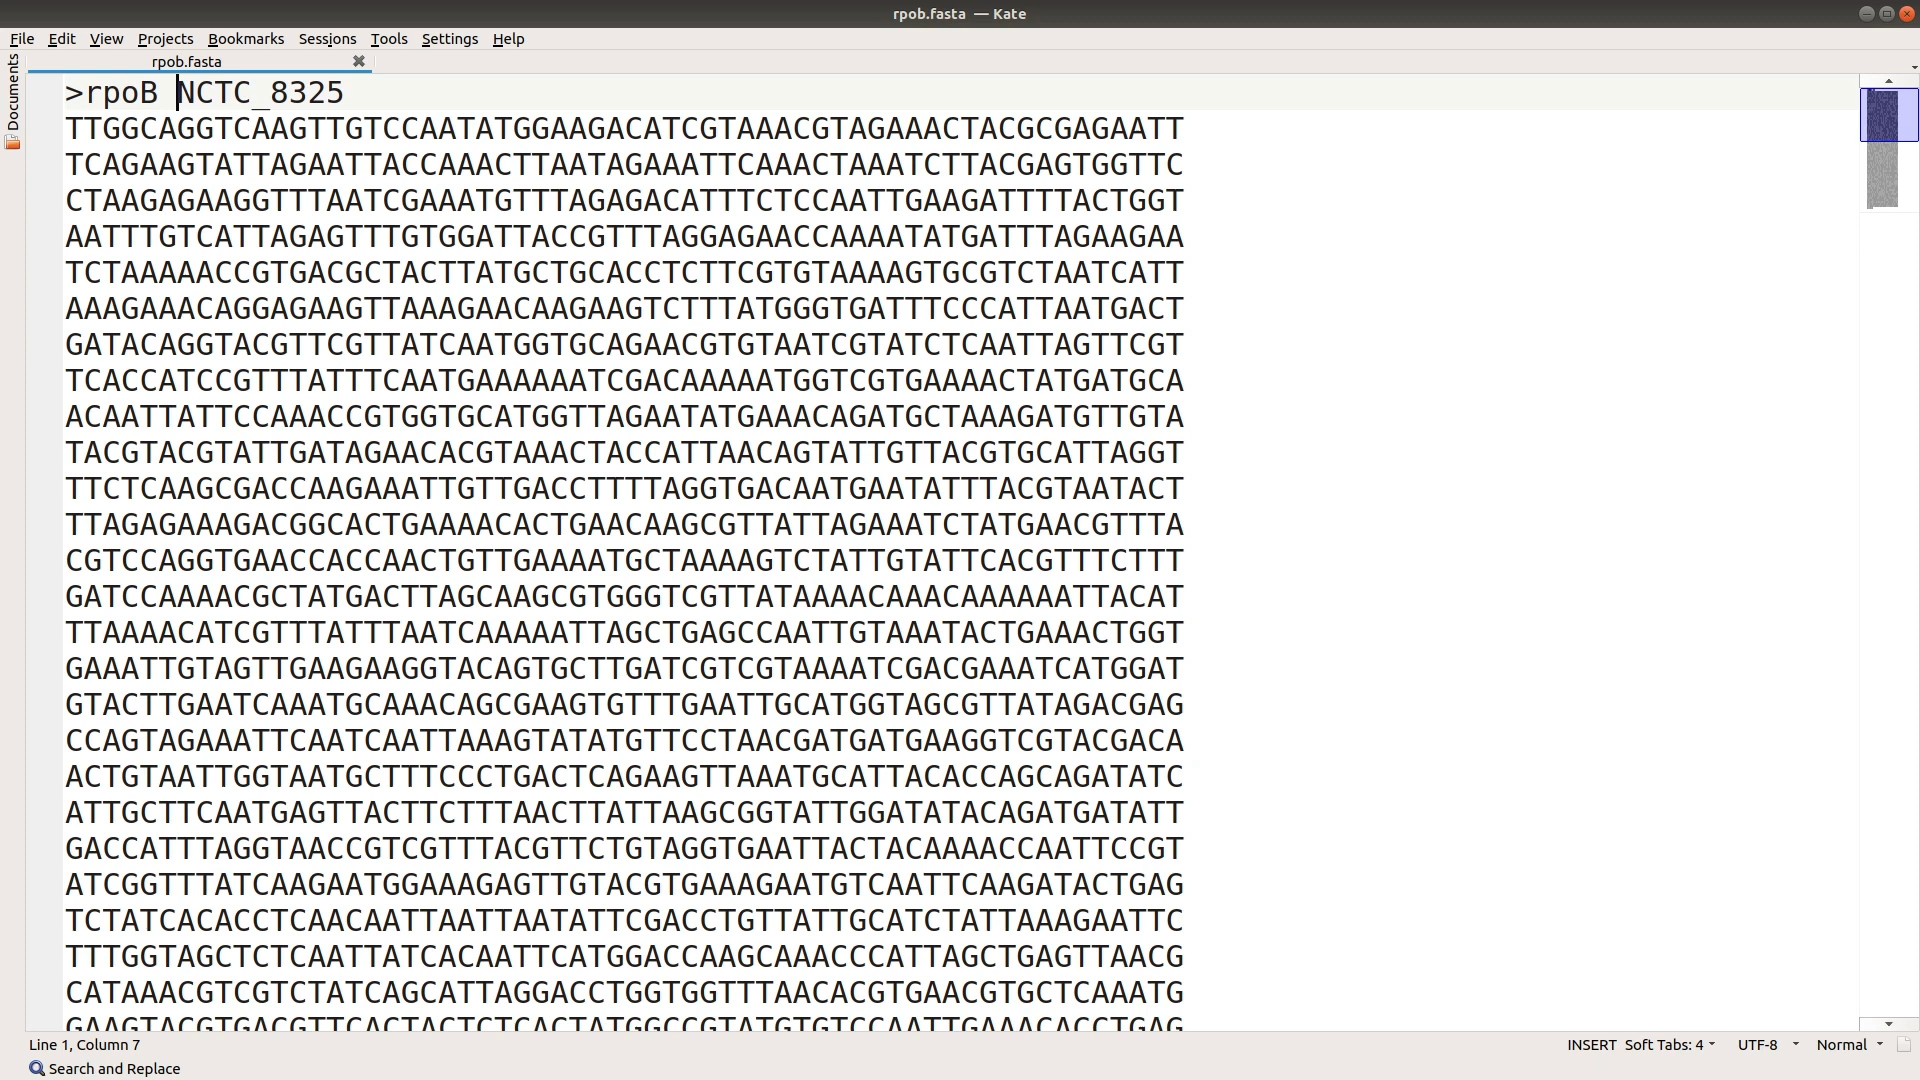 rpob.fasta — Kate
File Edit View Projects Bookmarks Sessions Tools Settings Help
Documents
rpob.fasta
>rpoB NCTC_8325
TTGGCAGGTCAAGTTGTCCAATATGGAAGACATCGTAAACGTAGAAACTACGCGAGAATT
TCAGAAGTATTAGAATTACCAAACTTAATAGAAATTCAAACTAAATCTTACGAGTGGTTC
CTAAGAGAAGGTTTAATCGAAATGTTTAGAGACATTTCTCCAATTGAAGATTTTACTGGT
AATTTGTCATTAGAGTTTGTGGATTACCGTTTAGGAGAACCAAAATATGATTTAGAAGAA
TCTAAAAACCGTGACGCTACTTATGCTGCACCTCTTCGTGTAAAAGTGCGTCTAATCATT
AAAGAAACAGGAGAAGTTAAAGAACAAGAAGTCTTTATGGGTGATTTCCCATTAATGACT
GATACAGGTACGTTCGTTATCAATGGTGCAGAACGTGTAATCGTATCTCAATTAGTTCGT
TCACCATCCGTTTATTTCAATGAAAAAATCGACAAAAATGGTCGTGAAAACTATGATGCA
ACAATTATTCCAAACCGTGGTGCATGGTTAGAATATGAAACAGATGCTAAAGATGTTGTA
TACGTACGTATTGATAGAACACGTAAACTACCATTAACAGTATTGTTACGTGCATTAGGT
TTCTCAAGCGACCAAGAAATTGTTGACCTTTTAGGTGACAATGAATATTTACGTAATACT
TTAGAGAAAGACGGCACTGAAAACACTGAACAAGCGTTATTAGAAATCTATGAACGTTTA
CGTCCAGGTGAACCACCAACTGTTGAAAATGCTAAAAGTCTATTGTATTCACGTTTCTTT
GATCCAAAACGCTATGACTTAGCAAGCGTGGGTCGTTATAAAACAAACAAAAAATTACAT
TTAAAACATCGTTTATTTAATCAAAAATTAGCTGAGCCAATTGTAAATACTGAAACTGGT
GAAATTGTAGTTGAAGAAGGTACAGTGCTTGATCGTCGTAAAATCGACGAAATCATGGAT
GTACTTGAATCAAATGCAAACAGCGAAGTGTTTGAATTGCATGGTAGCGTTATAGACGAG
CCAGTAGAAATTCAATCAATTAAAGTATATGTTCCTAACGATGATGAAGGTCGTACGACA
ACTGTAATTGGTAATGCTTTCCCTGACTCAGAAGTTAAATGCATTACACCAGCAGATATC
ATTGCTTCAATGAGTTACTTCTTTAACTTATTAAGCGGTATTGGATATACAGATGATATT
GACCATTTAGGTAACCGTCGTTTACGTTCTGTAGGTGAATTACTACAAAACCAATTCCGT
ATCGGTTTATCAAGAATGGAAAGAGTTGTACGTGAAAGAATGTCAATTCAAGATACTGAG
TCTATCACACCTCAACAATTAATTAATATTCGACCTGTTATTGCATCTATTAAAGAATTC
TTTGGTAGCTCTCAATTATCACAATTCATGGACCAAGCAAACCCATTAGCTGAGTTAACG
CATAAACGTCGTCTATCAGCATTAGGACCTGGTGGTTTAACACGTGAACGTGCTCAAATG
GAAGTACGTGACGTTCACTACTCTCACTATGGCCGTATGTGTCCAATTGAAACACCTGAG
Line 1, Column 7 INSERT Soft Tabs: 4 UTF-8 Normal
Search and Replace